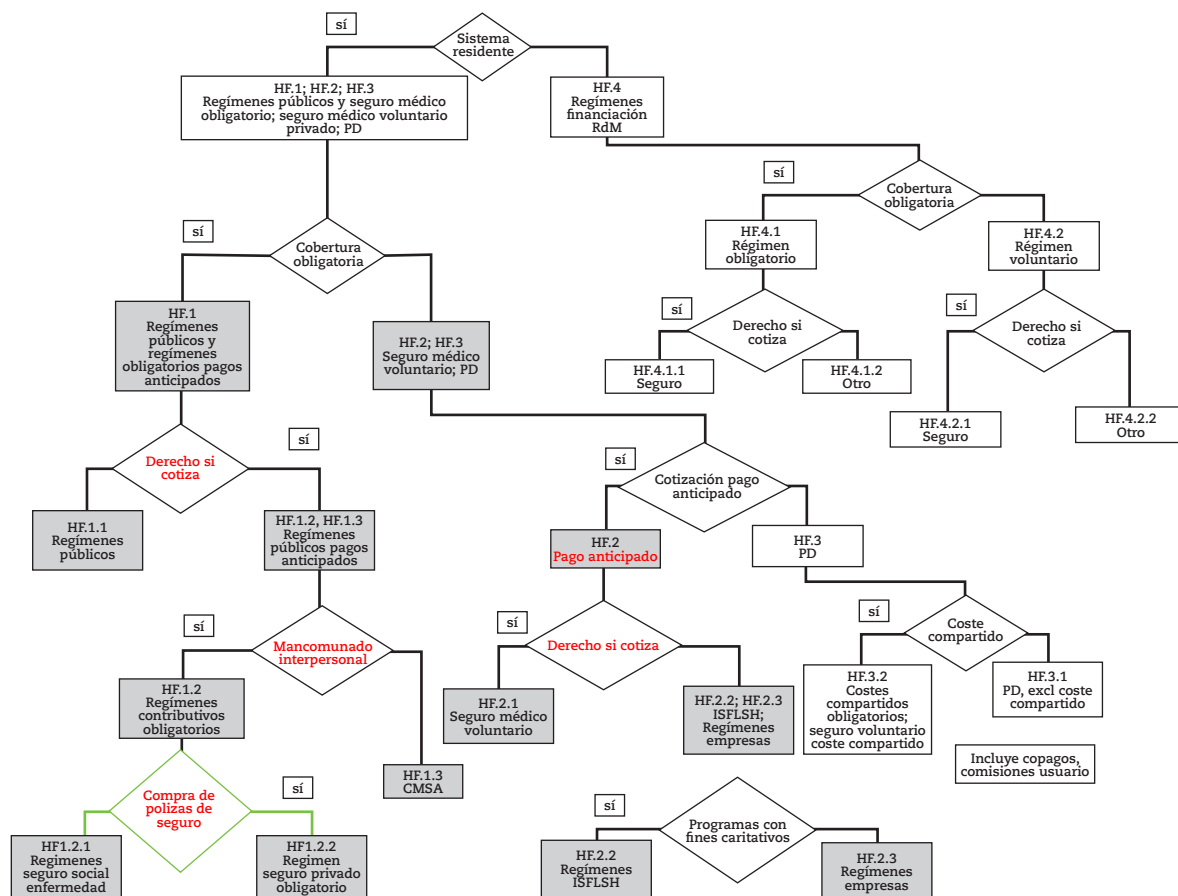 sí
Sistema
residente
HF.1; HF.2; HF.3
Regímenes públicos y seguro médico
obligatorio; seguro médico voluntario
privado; PD
HF.4
Regímenes
financiación
RdM
sí
Cobertura
obligatoria
sí
Cobertura
obligatoria
HF.4.1
Régimen
obligatorio
HF.4.2
Régimen
voluntario
HF.1
Regímenes
públicos y
regímenes
obligatorios pagos
anticipados
HF.2; HF.3
Seguro médico
voluntario; PD
sí
Derecho si
cotiza
sí
Derecho si
cotiza
HF.4.1.1
Seguro
HF.4.1.2
Otro
HF.4.2.1
Seguro
HF.4.2.2
Otro
sí
Derecho si
cotiza
sí
Cotización pago
anticipado
HF.1.1
Regímenes
públicos
HF.1.2, HF.1.3
Regímenes
públicos pagos
anticipados
HF.2
Pago anticipado
HF.3
PD
sí
Mancomunado
interpersonal
sí
Derecho si cotiza
sí
Coste
compartido
HF.1.2
Regímenes
contributivos
obligatorios
HF.2.1
Seguro médico
voluntario
HF.2.2; HF.2.3
ISFLSH;
Regímenes
empresas
HF.3.2
Costes
compartidos
obligatorios;
seguro voluntario
coste compartido
HF.3.1
PD, excl coste
compartido
HF.1.3
CMSA
Incluye copagos,
comisiones usuario
Compra de
polizas de
seguro
sí
sí
Programas con
fines caritativos
HF1.2.1
Regimenes
seguro social
enfermedad
HF1.2.2
Regimen
seguro privado
obligatorio
HF.2.2
Regímenes
ISFLSH
HF.2.3
Regímenes
empresas